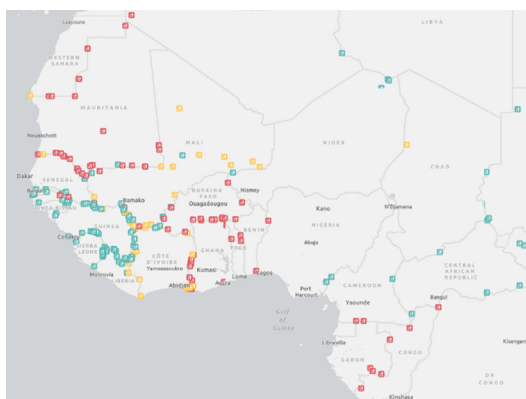 Laayoune
LIBYA
WESTERN
SAHARA
MAURITANIA
Nouakchott
MALI
NIGER
CHAD
Dakar
SENEGAL
Bamako
BURKINA
FASO
Niamey
Ouagadougou
Kano
N'Djamena
GUINEA
BENIN
NIGERIA
Conakry
SIERRA
LEONE
CÔTE
D'IVOIRE
GHANA
TOGO
Abuja
Yamoussoukro
Kumasi
Monrovia
LIBERIA
Abidjan
Accra
Lome
Lagos
CENTRAL
AFRICAN
REPUBLIC
Port
Harcourt
CAMEROON
Yaounde
Bangui
Gulf
of
Guinea
Libreville
GABON
CONGO
Kisangani
DR
CONGO
Kinshasa